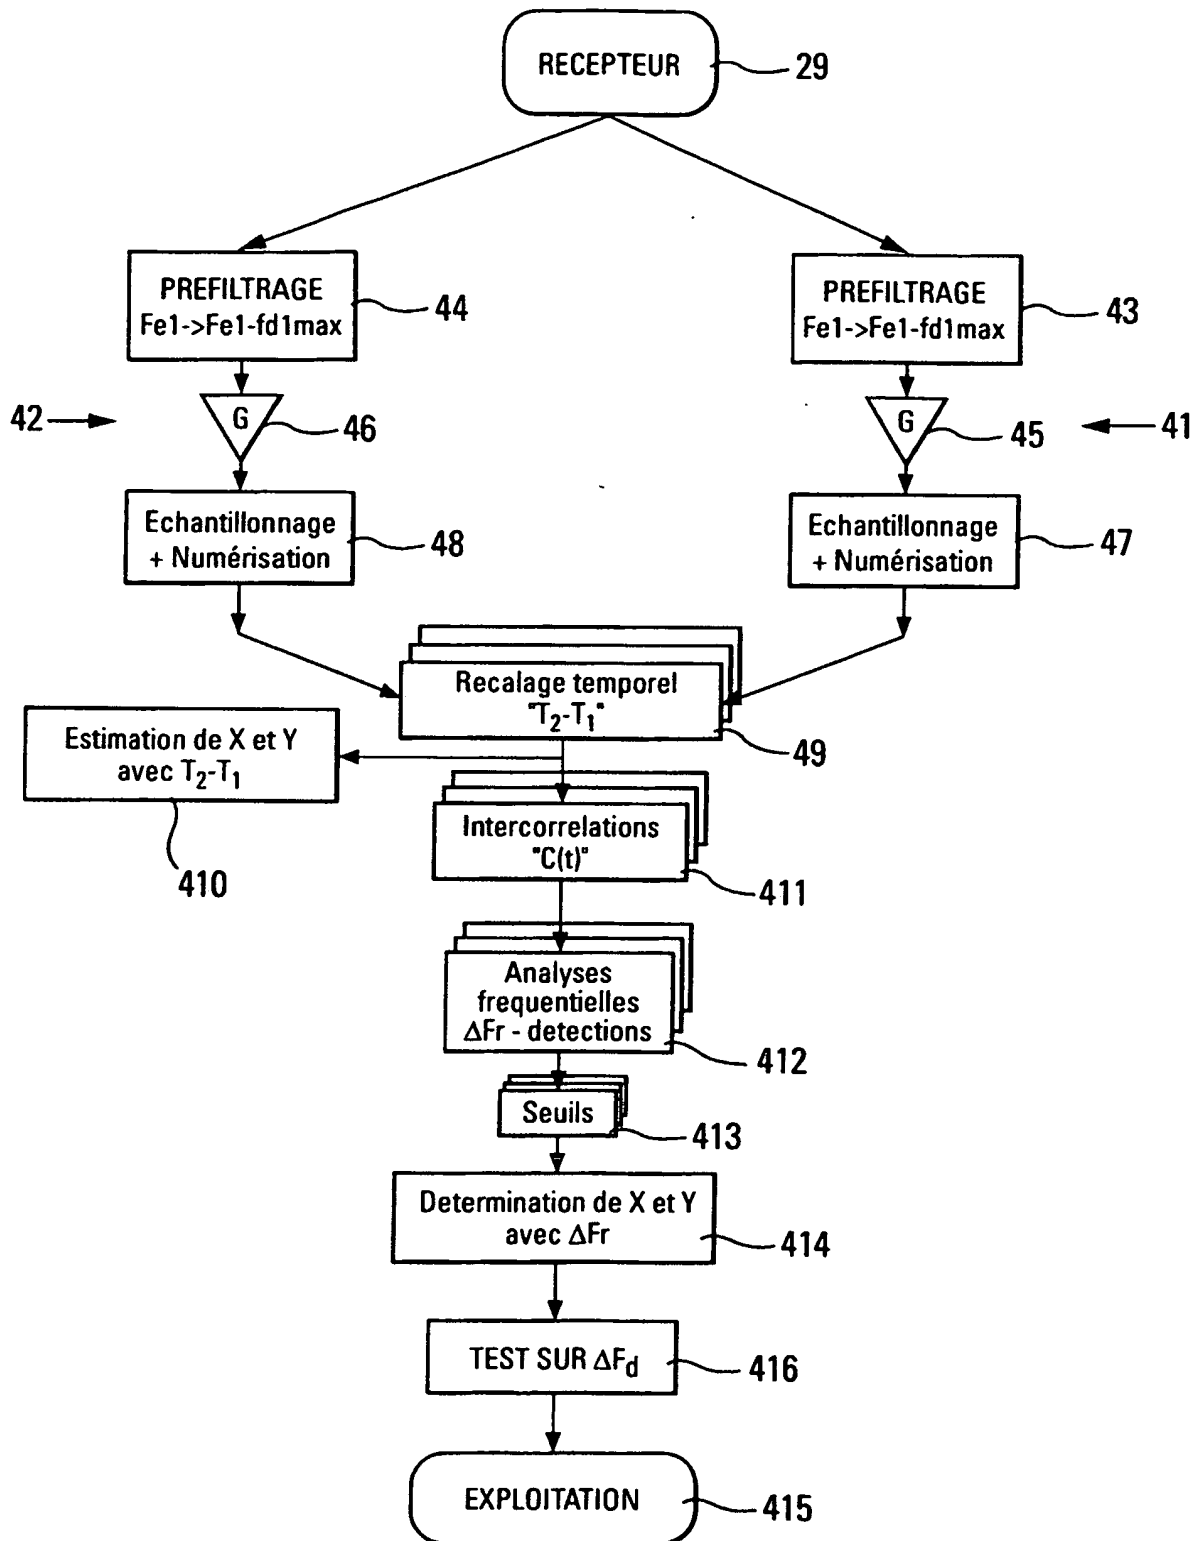 RECEPTEUR
29
PREFILTRAGE
Fe1->Fe1-fd1max
44
PREFILTRAGE
Fe1->Fe1-fd1max
43
42
G
46
G
45
41
Echantillonnage
+ Numérisation
48
Echantillonnage
+ Numérisation
47
Recalage temporel
"T2-T1"
49
Estimation de X et Y
avec T2-T1
410
Intercorrelations
"C(t)"
411
Analyses
frequentielles
ΔFr - detections
412
Seuils
413
Determination de X et Y
avec ΔFr
414
TEST SUR ΔFd
416
EXPLOITATION
415